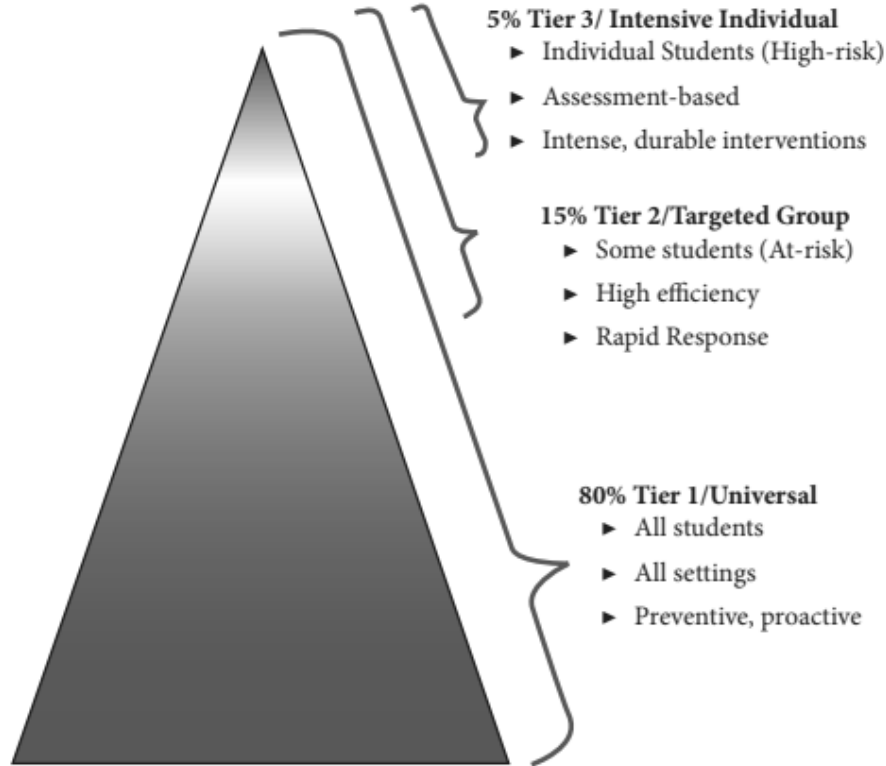 5% Tier 3/ Intensive Individual
► Individual Students (High-risk)
► Assessment-based
► Intense, durable interventions
15% Tier 2/Targeted Group
► Some students (At-risk)
► High efficiency
► Rapid Response
80% Tier 1/Universal
► All students
► All settings
► Preventive, proactive